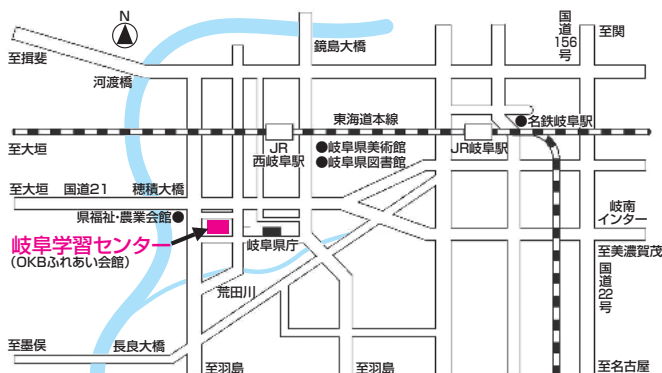 N
鏡島大橋
国道156号
至関
至揖斐
河渡橋
東海道本線
名鉄岐阜駅
至大垣
JR
西岐阜駅
岐阜県美術館
岐阜県図書館
JR岐阜駅
至大垣
国道21
穂積大橋
県福祉・農業会館
岐南
インター
岐阜学習センター
(OKBふれあい会館)
岐阜県庁
至美濃賀茂
国道22号
荒田川
至墨俣
長良大橋
至羽島
至羽島
至名古屋